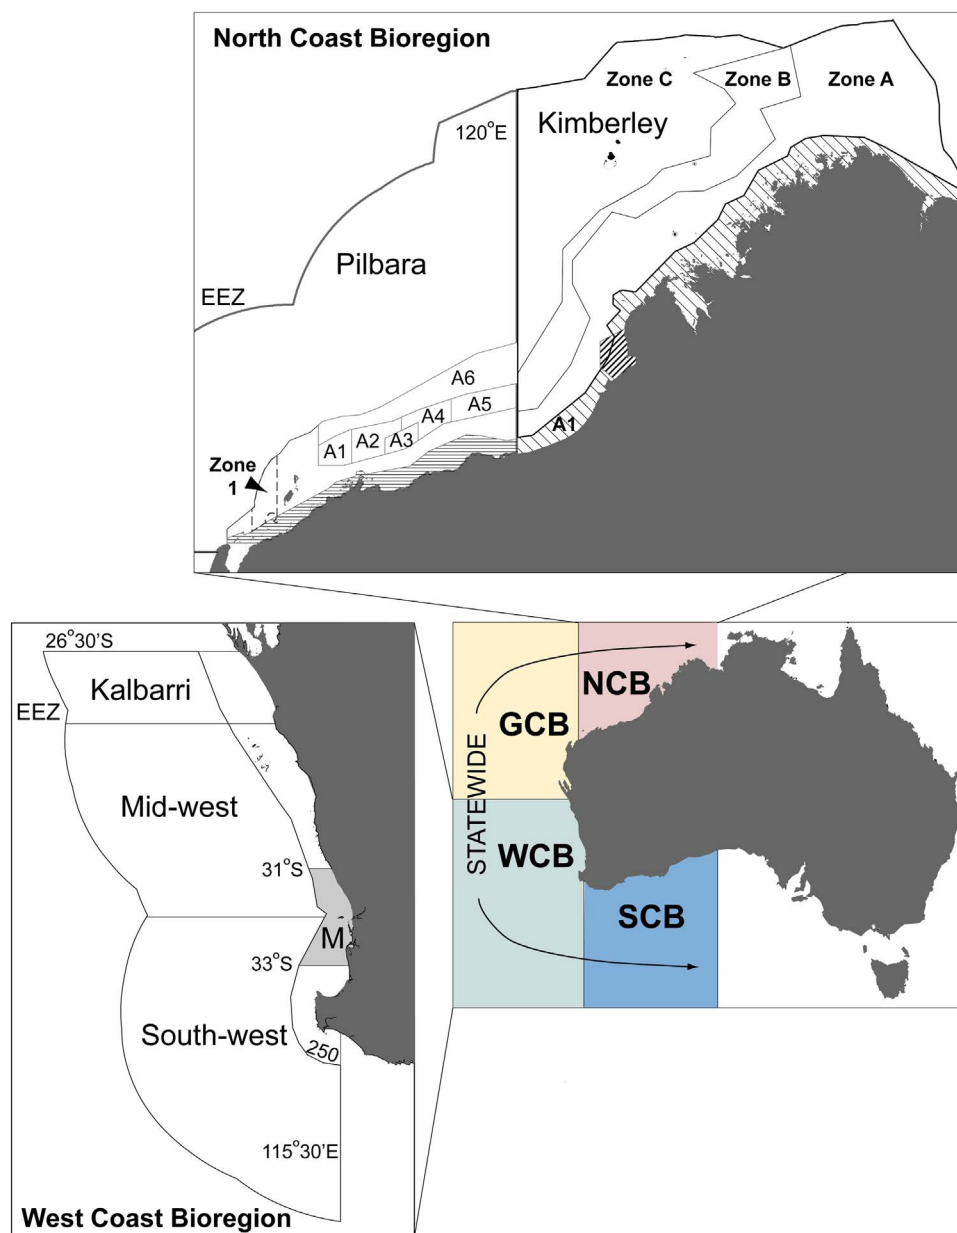 North Coast Bioregion
Zone C
Zone B
Zone A
120°E
Kimberley
Pilbara
EEZ
A6
A5
A4
A3
A2
A1
A1
Zone
1
26°30'S
Kalbarri
EEZ
Mid-west
31°S
M
33°S
South-west
250
115°30'E
West Coast Bioregion
NCB
GCB
STATEWIDE
WCB
SCB